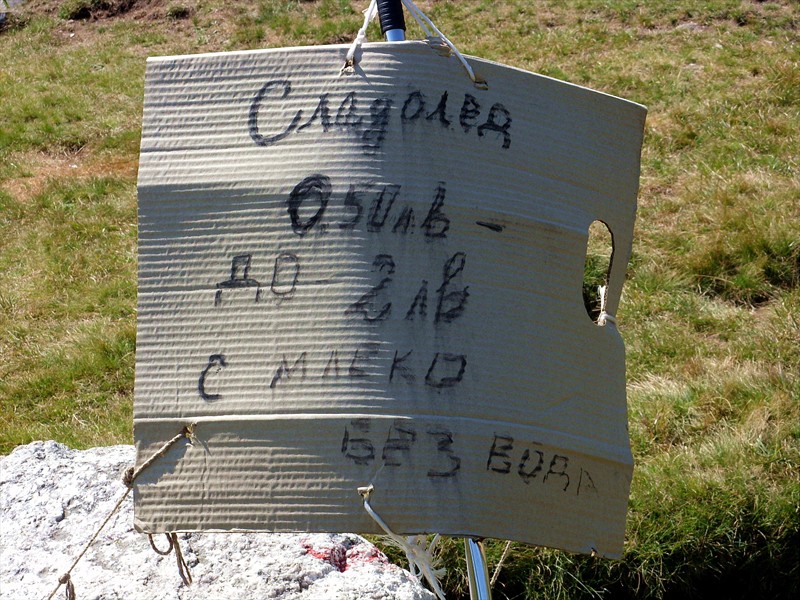 Сладолед
0.50лв -
ДО 2лв
С МЛЕКО
БЕЗ ВОДА